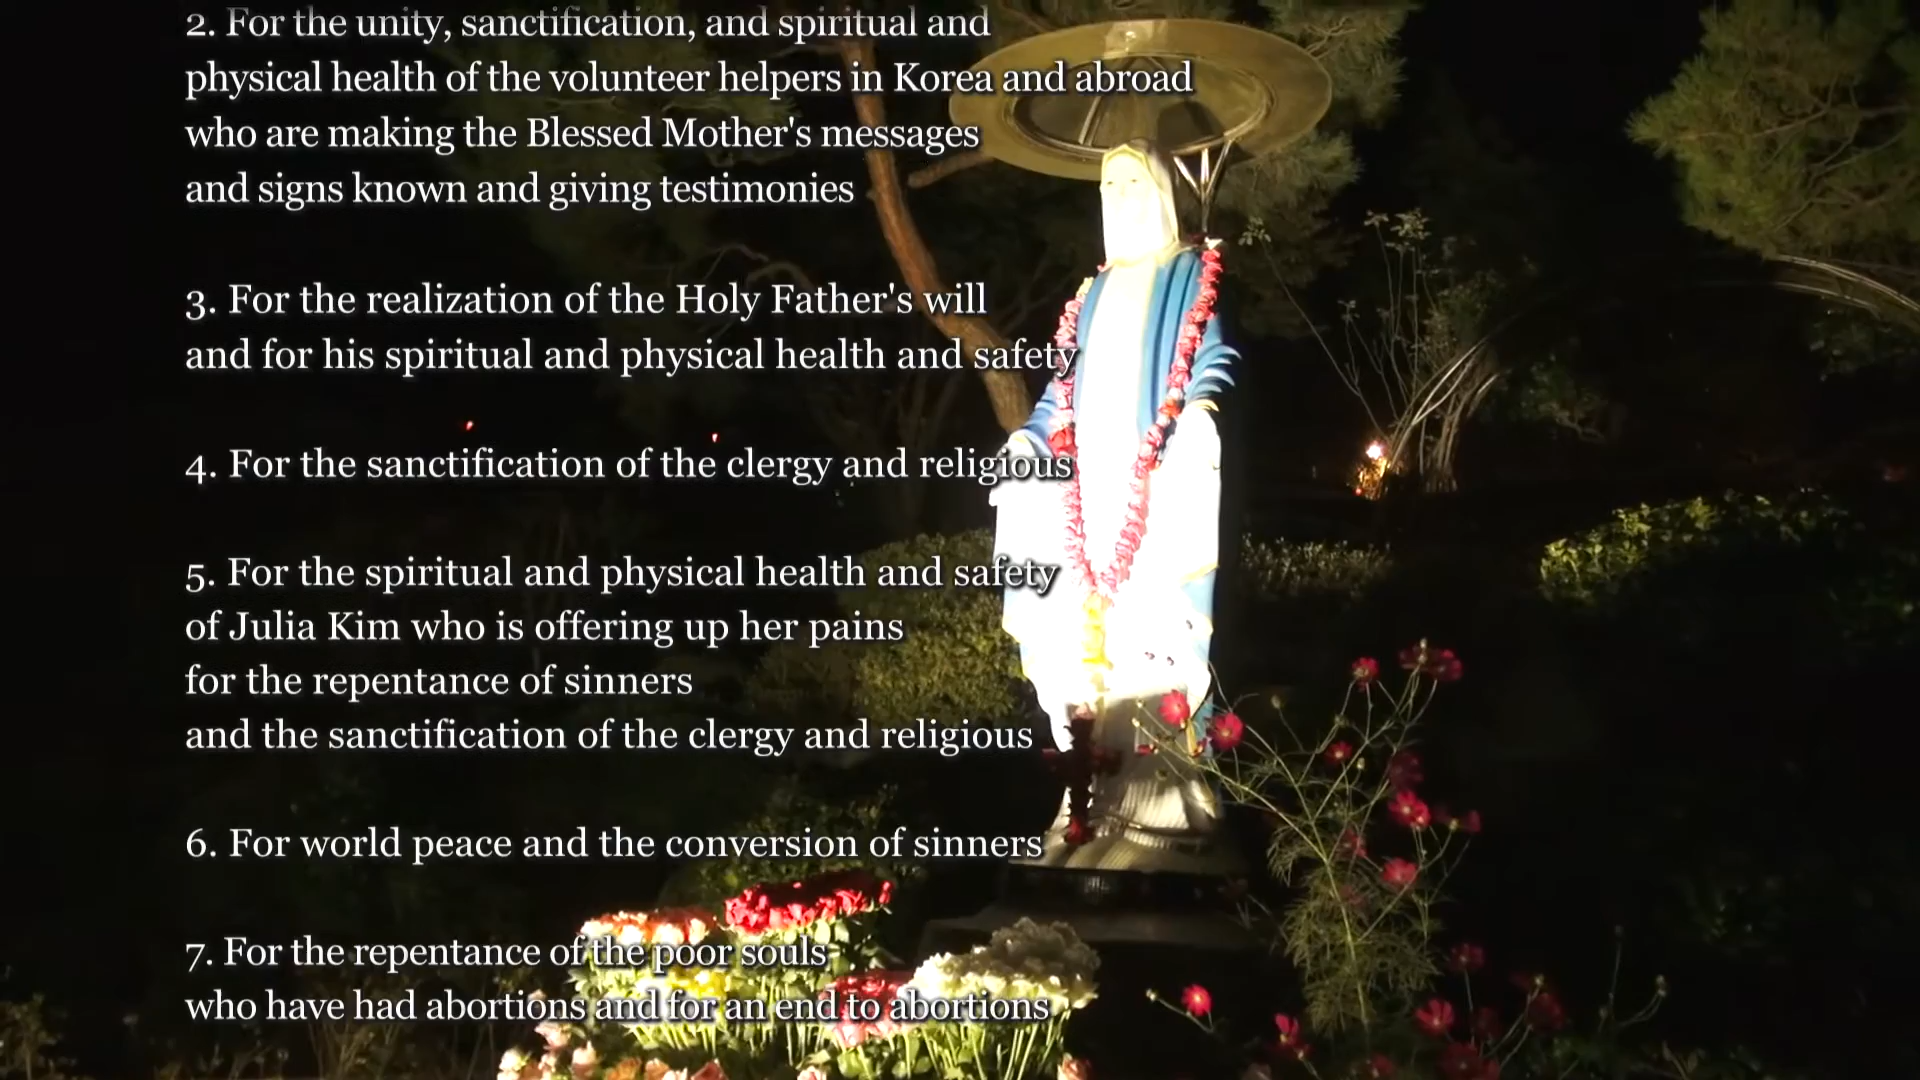 2. For the unity, sanctification, and spiritual and
physical health of the volunteer helpers in Korea and abroad
who are making the Blessed Mother's messages
and signs known and giving testimonies
3. For the realization of the Holy Father's will
and for his spiritual and physical health and safety
4. For the sanctification of the clergy and religious
5. For the spiritual and physical health and safety
of Julia Kim who is offering up her pains
for the repentance of sinners
and the sanctification of the clergy and religious
6. For world peace and the conversion of sinners
7. For the repentance of the poor souls
who have had abortions and for an end to abortions